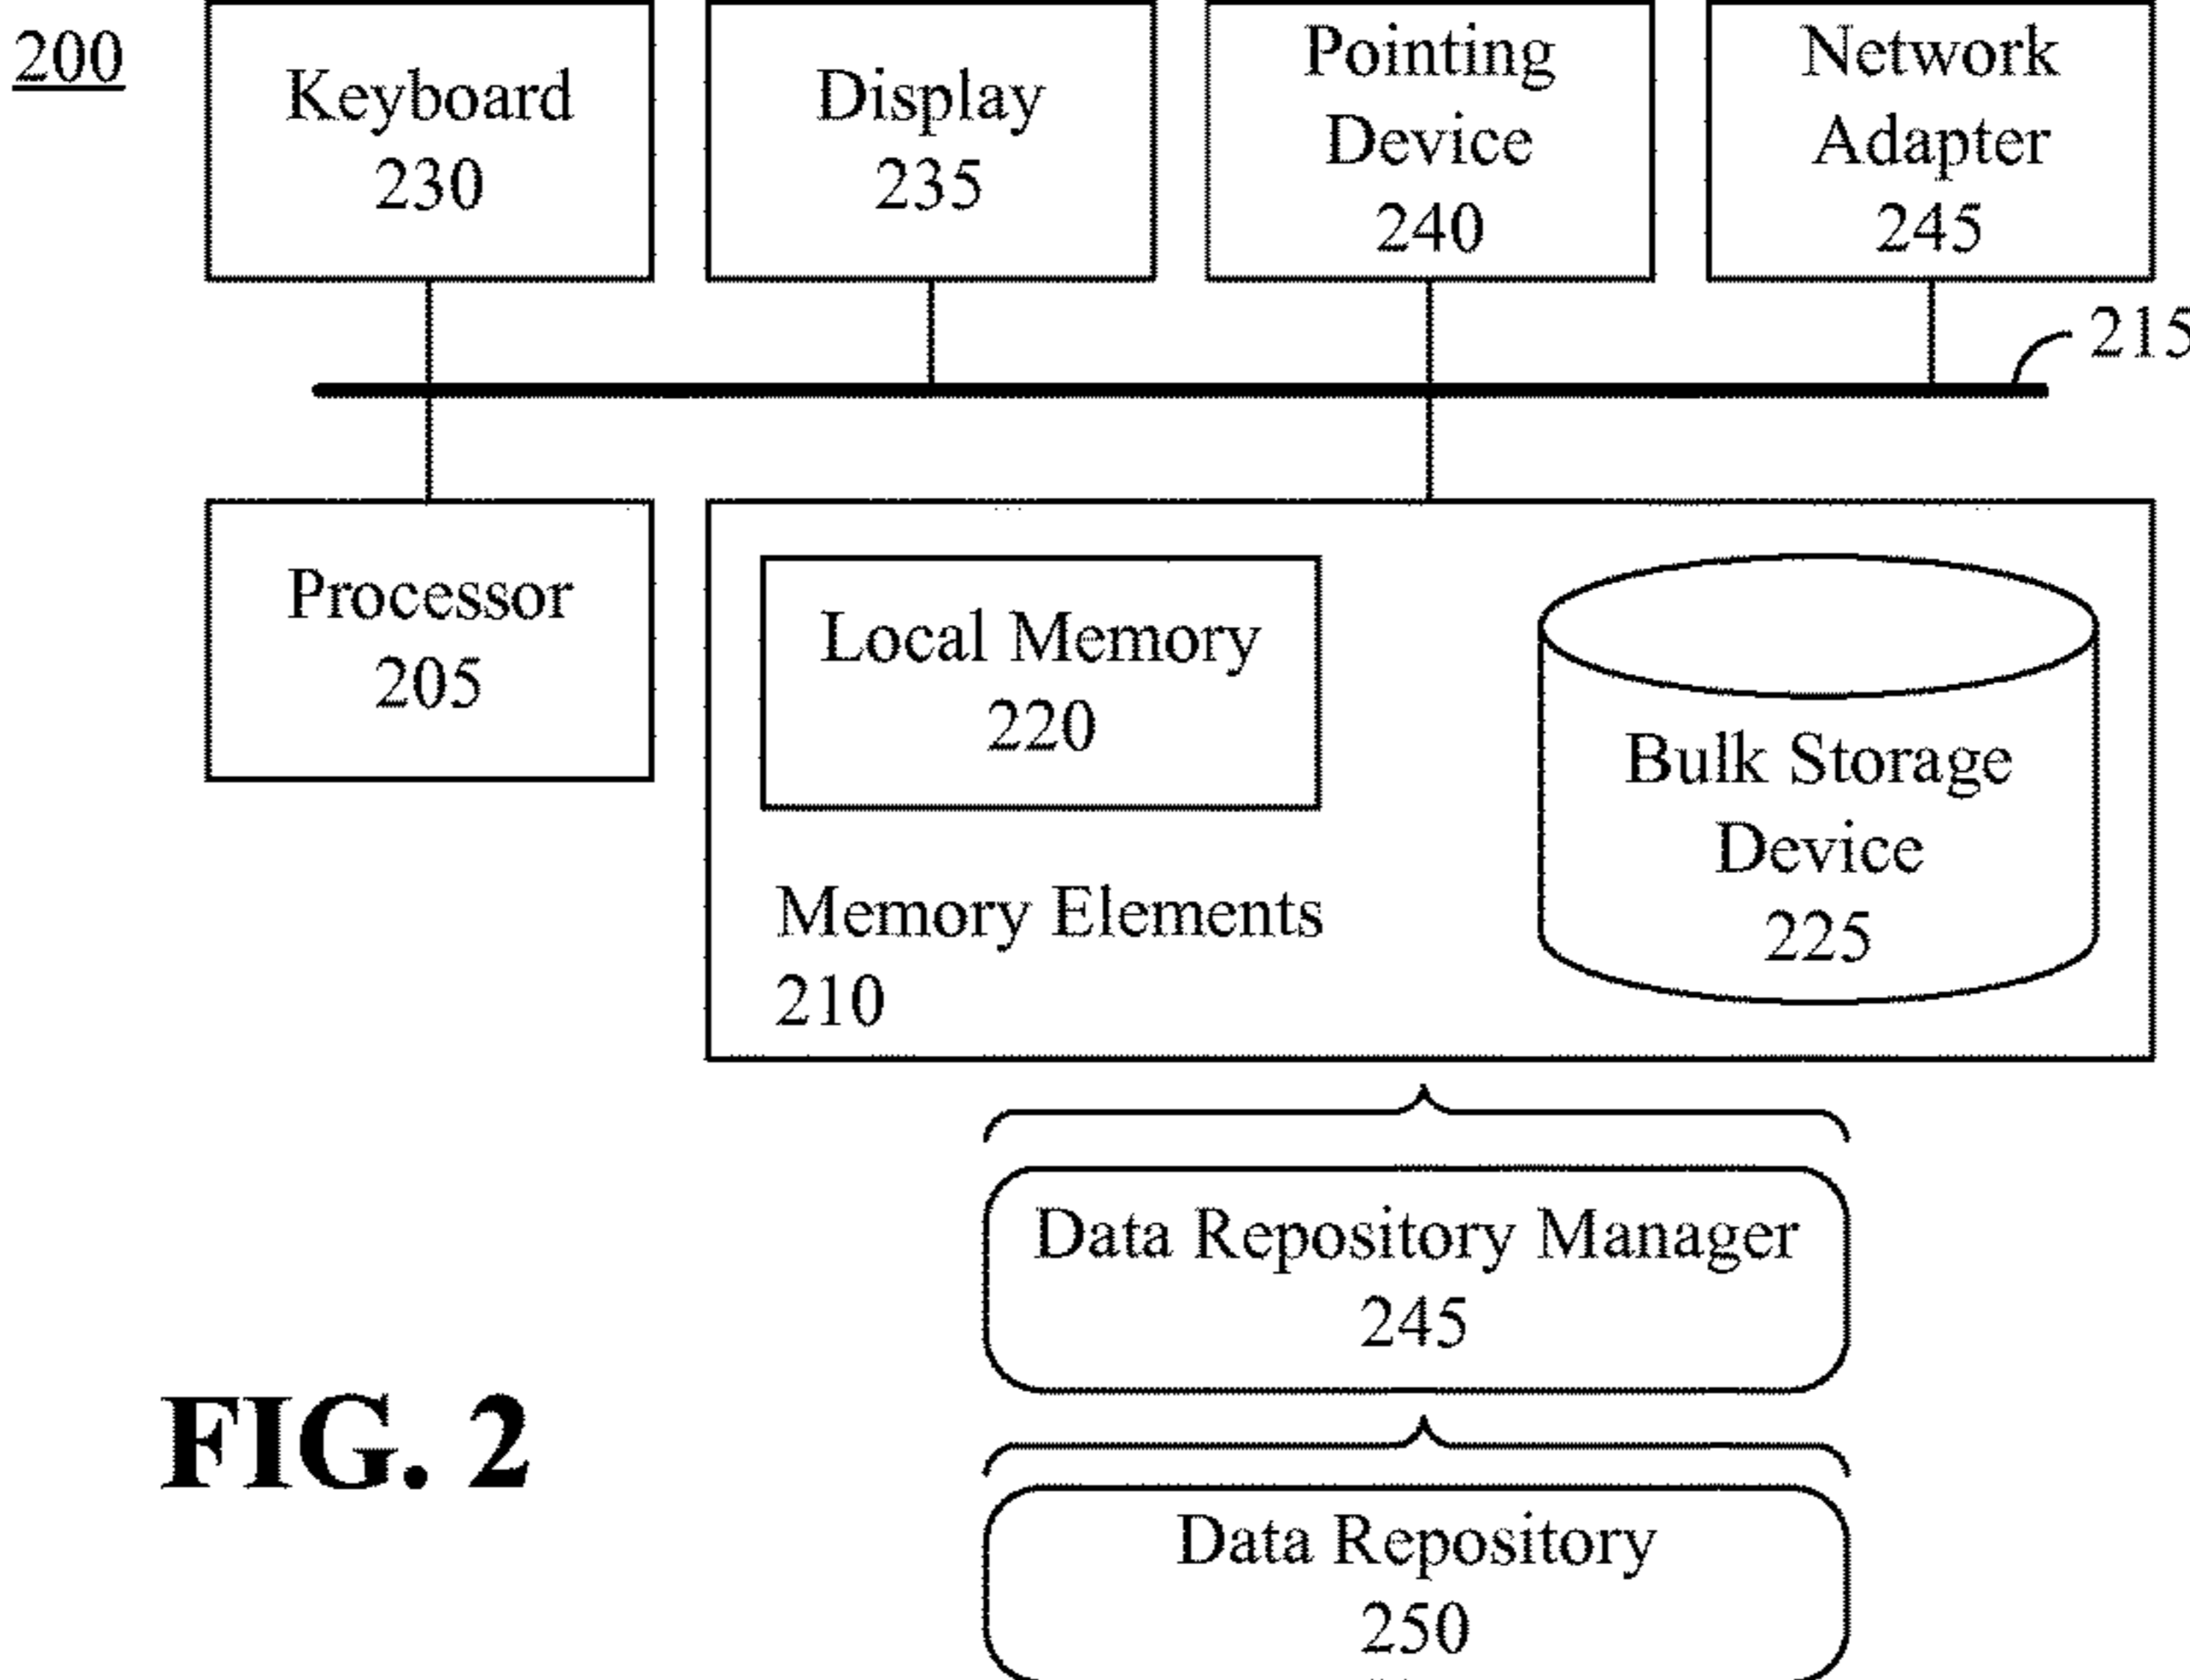 200
Keyboard
230
Display
235
Pointing
Device
240
Network
Adapter
245
215
Processor
205
Local Memory
220
Memory Elements
210
Bulk Storage
Device
225
Data Repository Manager
245
FIG. 2
Data Repository
250